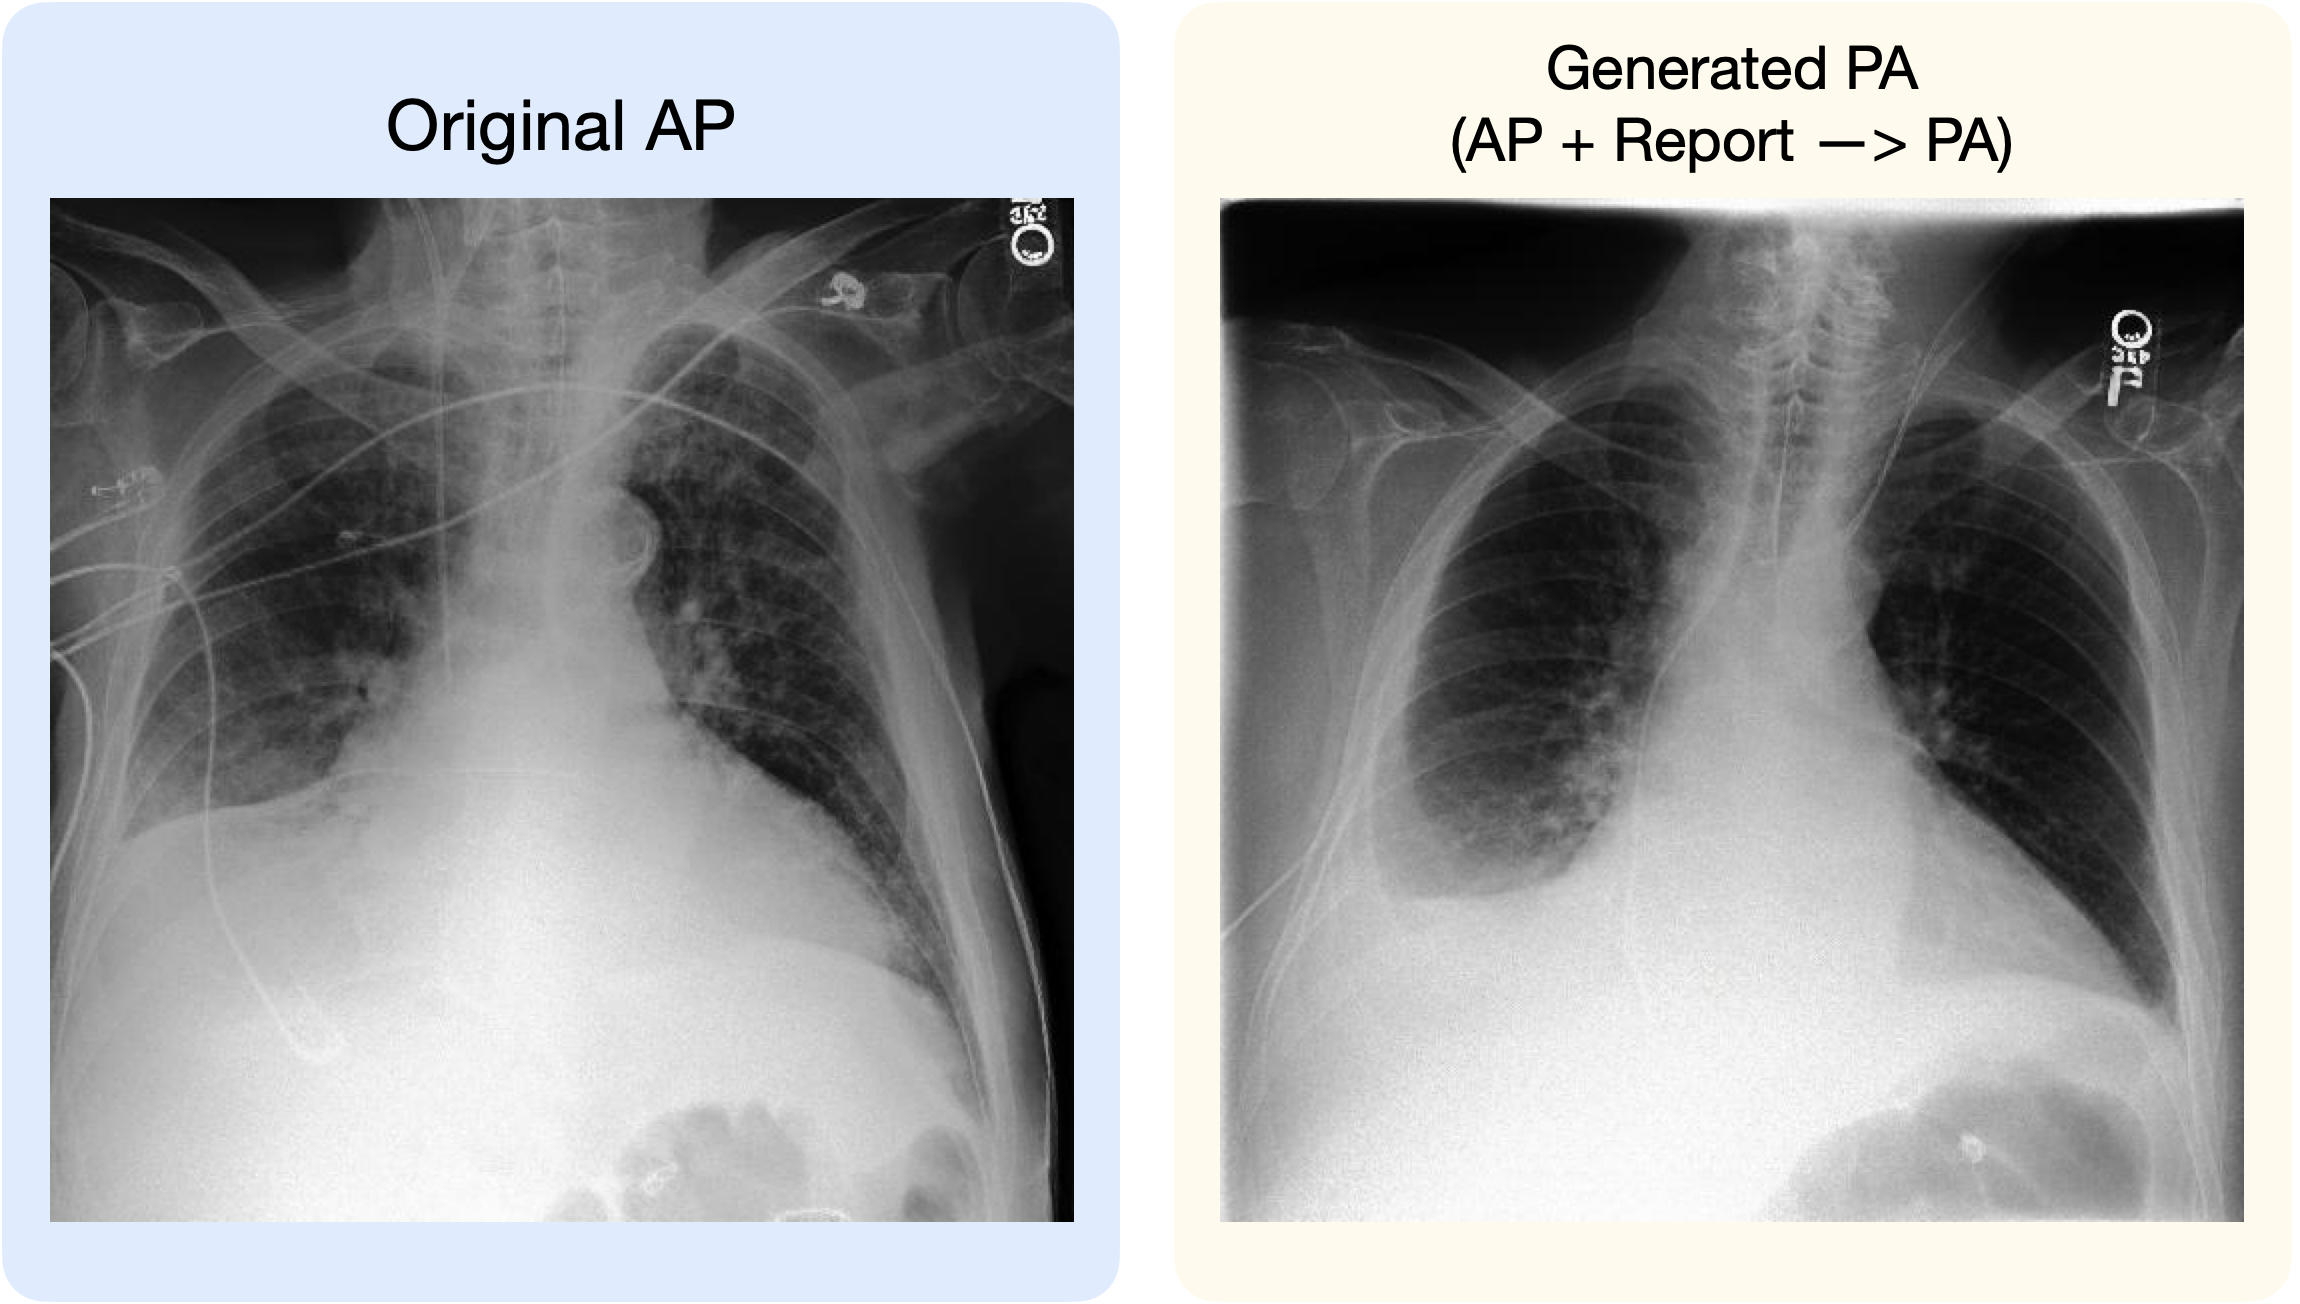 Original AP
Generated PA
(AP + Report —> PA)